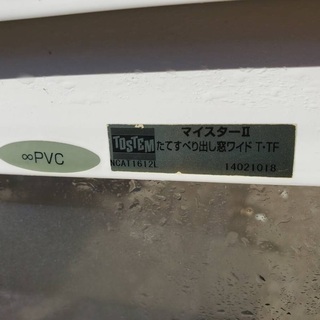 マイスターII
TOSTEM
たてすべり出し窓ワイド T・TF
NCAT1612L
14021018
∞PVC